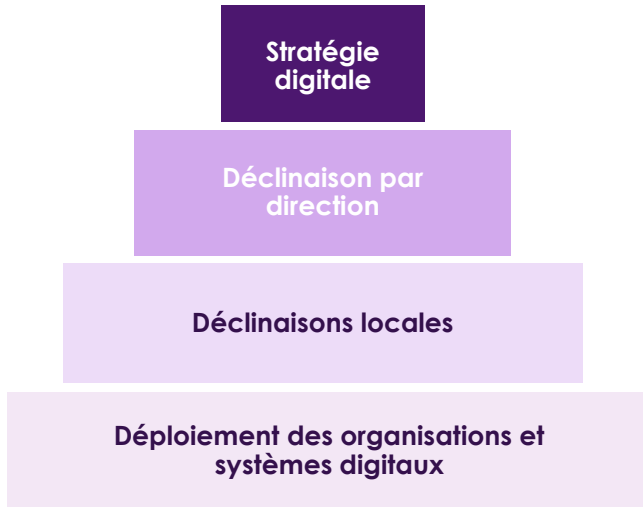 Stratégie
digitale
Déclinaison par
direction
Déclinaisons locales
Déploiement des organisations et
systèmes digitaux